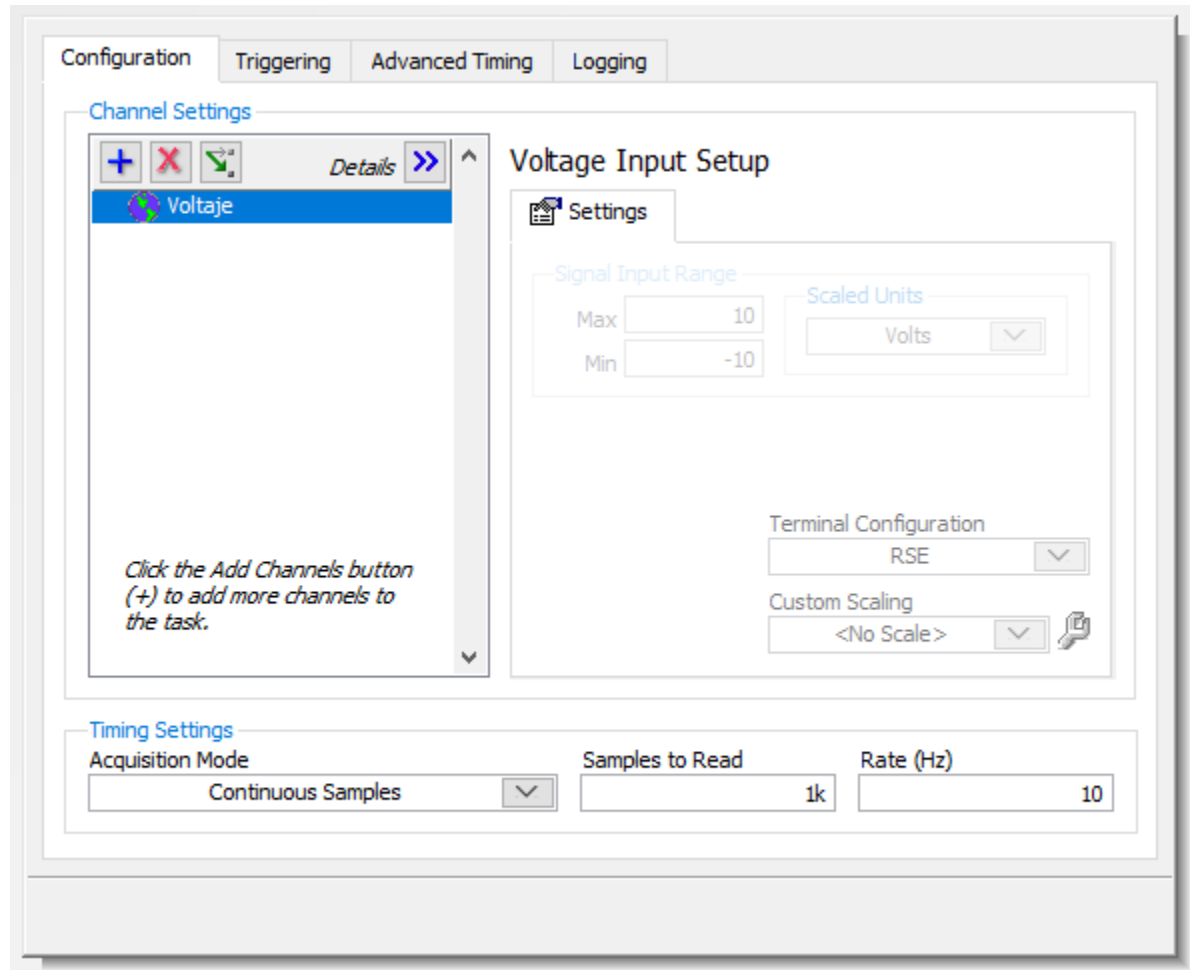 Configuration Triggering Advanced Timing Logging
Channel Settings
Details
Voltaje
Click the Add Channels button
(+) to add more channels to
the task.
Voltage Input Setup
Settings
Signal Input Range
Max 10
Min -10
Scaled Units
Volts
Terminal Configuration
RSE
Custom Scaling
<No Scale>
Timing Settings
Acquisition Mode Samples to Read Rate (Hz)
Continuous Samples 1k 10